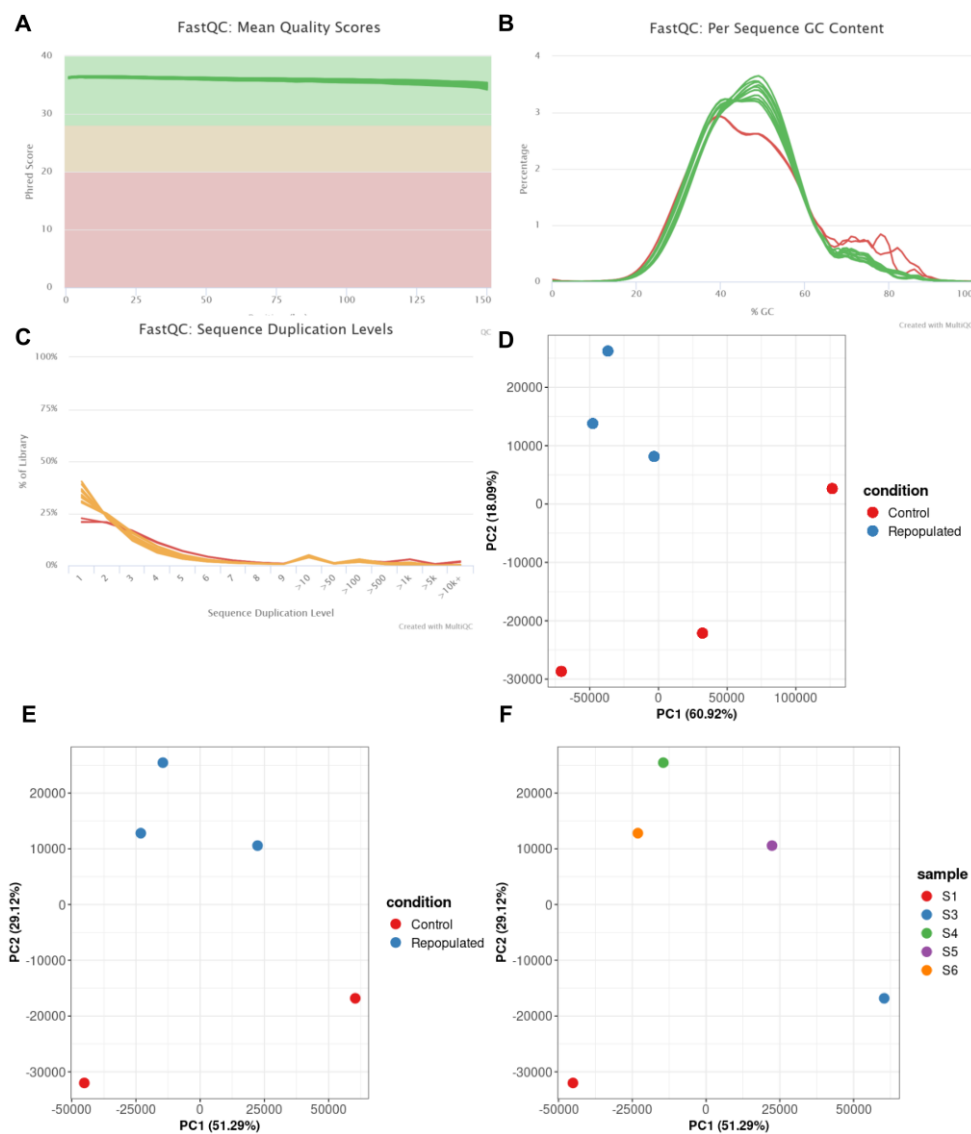 A
FastQC: Mean Quality Scores
Phred Score
40
30
20
10
0
0
25
50
75
100
125
150
B
FastQC: Per Sequence GC Content
Percentage
4
3
2
1
0
0
20
40
60
80
100
% GC
Created with MultiQC
C
FastQC: Sequence Duplication Levels
QC
% of Library
100%
75%
50%
25%
0%
1
2
3
4
5
6
7
8
9
>10
>50
>100
>500
>1k
>5k
>10k+
Sequence Duplication Level
Created with MultiQC
D
PC2 (18.09%)
20000
10000
0
-10000
-20000
-30000
-50000
0
50000
100000
PC1 (60.92%)
condition
Control
Repopulated
E
PC2 (29.12%)
20000
10000
0
-10000
-20000
-30000
-50000
-25000
0
25000
50000
PC1 (51.29%)
condition
Control
Repopulated
F
PC2 (29.12%)
20000
10000
0
-10000
-20000
-30000
-50000
-25000
0
25000
50000
PC1 (51.29%)
sample
S1
S3
S4
S5
S6